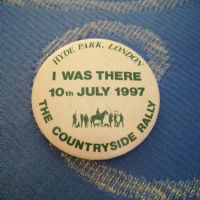 HYDE PARK, LONDON
I WAS THERE
10th JULY 1997
THE COUNTRYSIDE RALLY